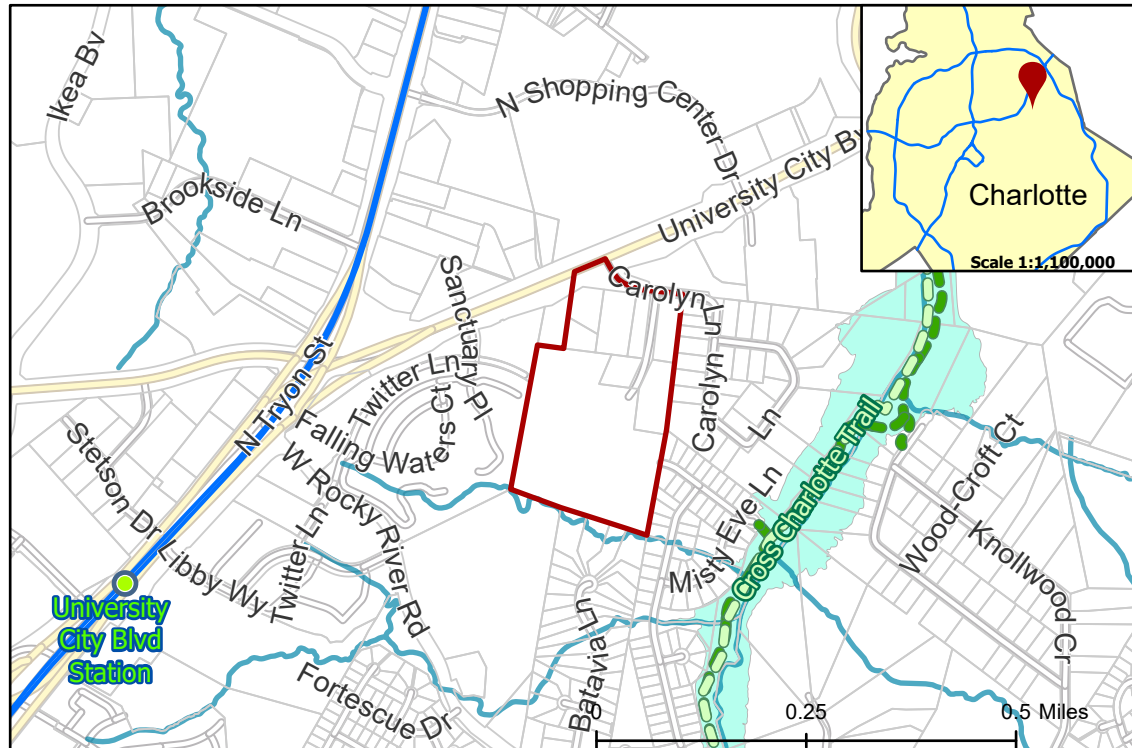 Ikea Bv
N Shopping Center Dr
University City Bv
Charlotte
Scale 1:1,100,000
Brookside Ln
Sanctuary Pl
Carolyn Ln
Carolyn Ln
N Tryon St
Twitter Ln
Falling Waters Ct
Stetson Dr
W Rocky River Rd
Ln
Cross Charlotte Trail
Wood-Croft Ct
Knollwood Cr
Misty Eve Ln
Libby Wy
Twitter Ln
University
City Blvd
Station
Batavia Ln
Fortescue Dr
0
0.25
0.5 Miles